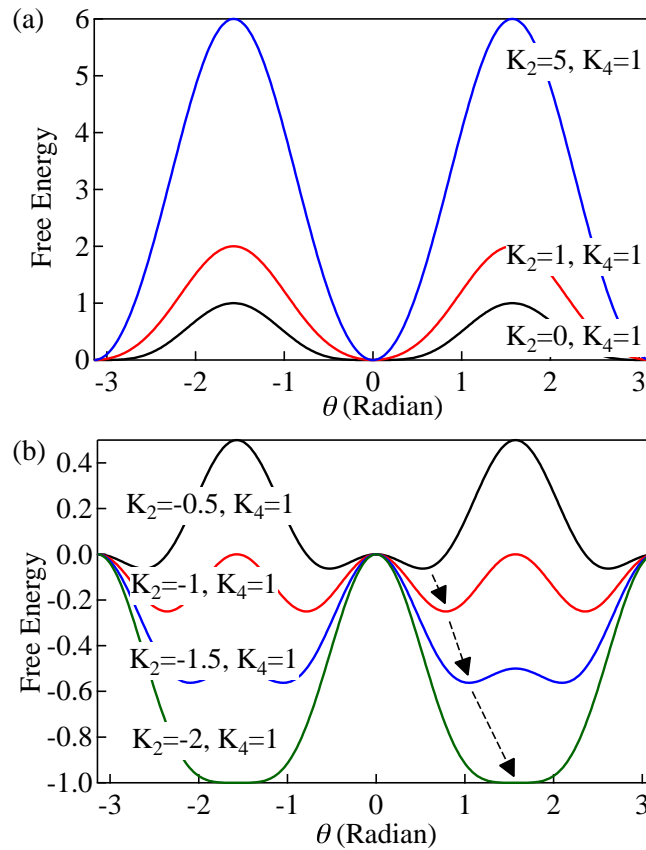 (a)
6
5
4
3
2
1
0
Free Energy
K₂=5, K₄=1
K₂=1, K₄=1
K₂=0, K₄=1
-3 -2 -1 0 1 2 3
θ (Radian)
(b)
0.4
0.2
0.0
-0.2
-0.4
-0.6
-0.8
-1.0
Free Energy
K₂=-0.5, K₄=1
K₂=-1, K₄=1
K₂=-1.5, K₄=1
K₂=-2, K₄=1
-3 -2 -1 0 1 2 3
θ (Radian)